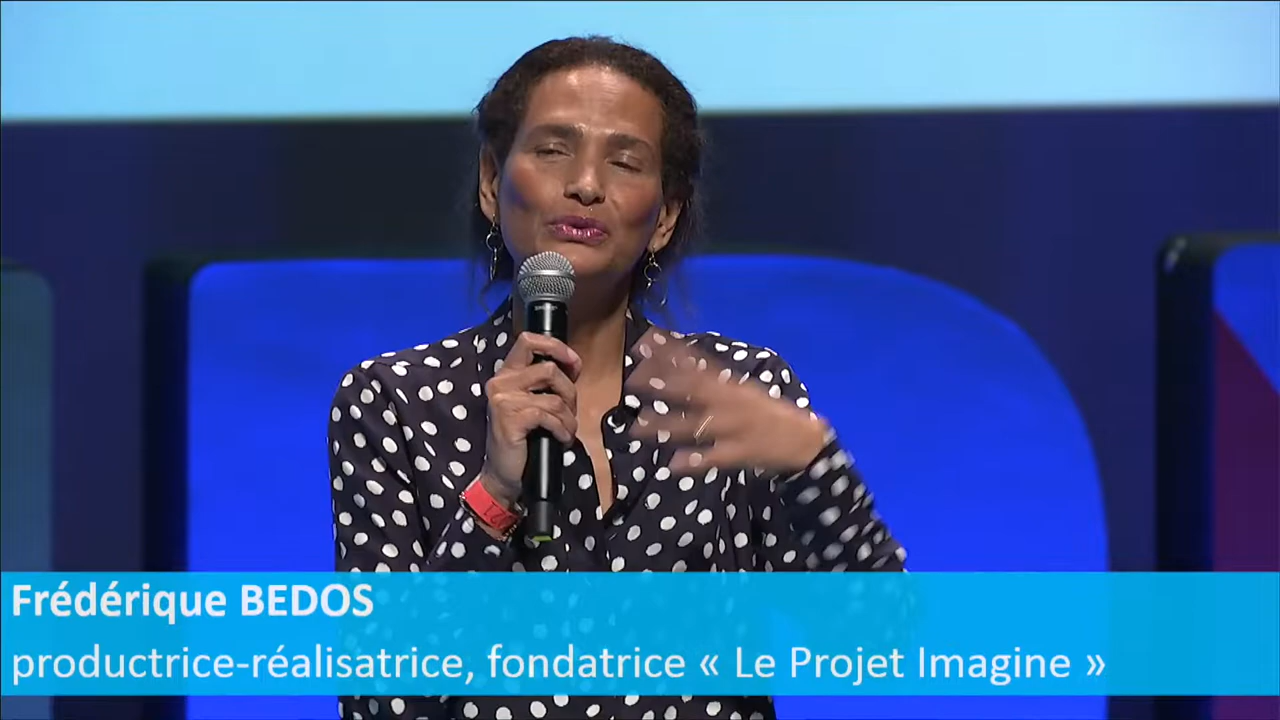 Frédérique BEDOS
productrice-réalisatrice, fondatrice « Le Projet Imagine »